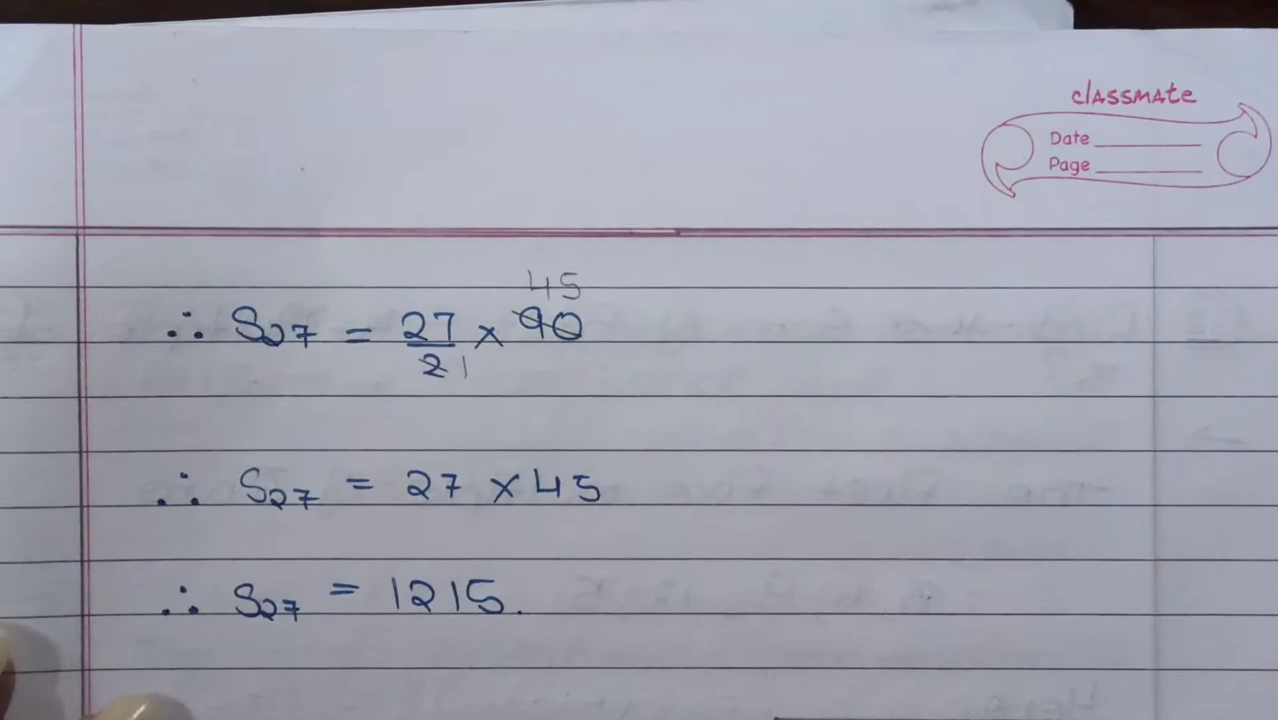 classmate
Date
Page
45
∴ S27 = 27/2 × 90
1
∴ S27 = 27 × 45
∴ S27 = 1215.